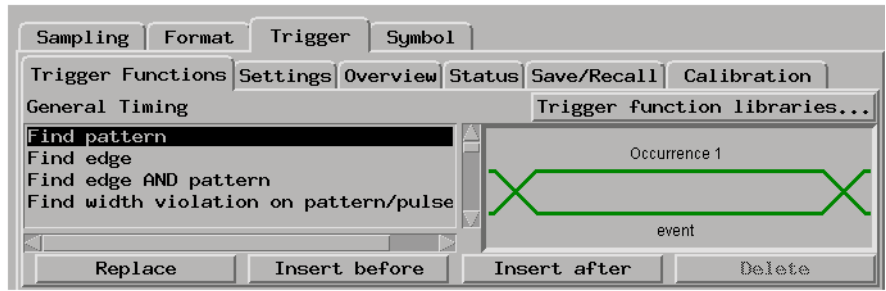 Sampling Format Trigger Symbol
Trigger Functions Settings Overview Status Save/Recall Calibration
General Timing Trigger function libraries...
Find pattern
Find edge
Find edge AND pattern
Find width violation on pattern/pulse
Occurrence 1
event
Replace Insert before Insert after Delete